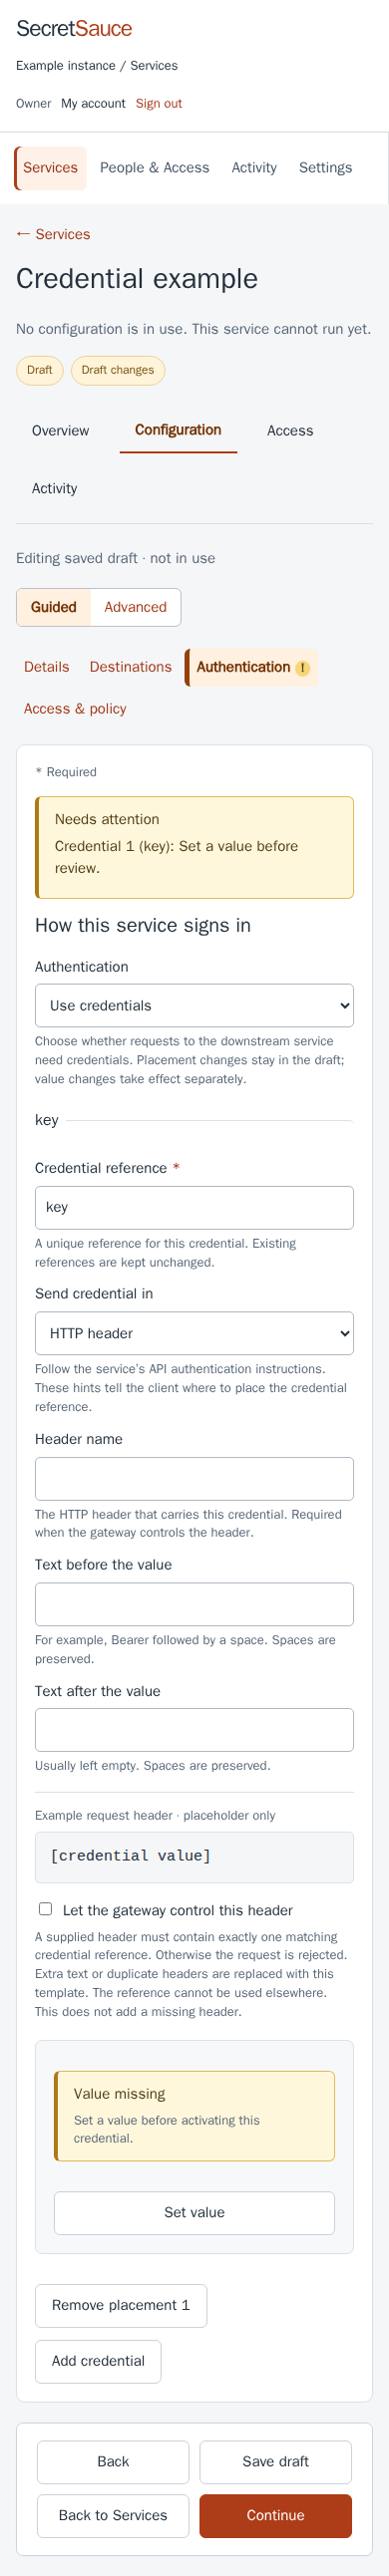 SecretSauce
Example instance / Services
Owner My account Sign out
Services People & Access Activity Settings
← Services
Credential example
No configuration is in use. This service cannot run yet.
Draft Draft changes
Overview Configuration Access
Activity
Editing saved draft · not in use
Guided Advanced
Details Destinations Authentication !
Access & policy
* Required
Needs attention
Credential 1 (key): Set a value before
review.
How this service signs in
Authentication
Use credentials
Choose whether requests to the downstream service
need credentials. Placement changes stay in the draft;
value changes take effect separately.
key
Credential reference *
key
A unique reference for this credential. Existing
references are kept unchanged.
Send credential in
HTTP header
Follow the service's API authentication instructions.
These hints tell the client where to place the credential
reference.
Header name
The HTTP header that carries this credential. Required
when the gateway controls the header.
Text before the value
For example, Bearer followed by a space. Spaces are
preserved.
Text after the value
Usually left empty. Spaces are preserved.
Example request header · placeholder only
[credential value]
Let the gateway control this header
A supplied header must contain exactly one matching
credential reference. Otherwise the request is rejected.
Extra text or duplicate headers are replaced with this
template. The reference cannot be used elsewhere.
This does not add a missing header.
Value missing
Set a value before activating this
credential.
Set value
Remove placement 1
Add credential
Back Save draft
Back to Services Continue